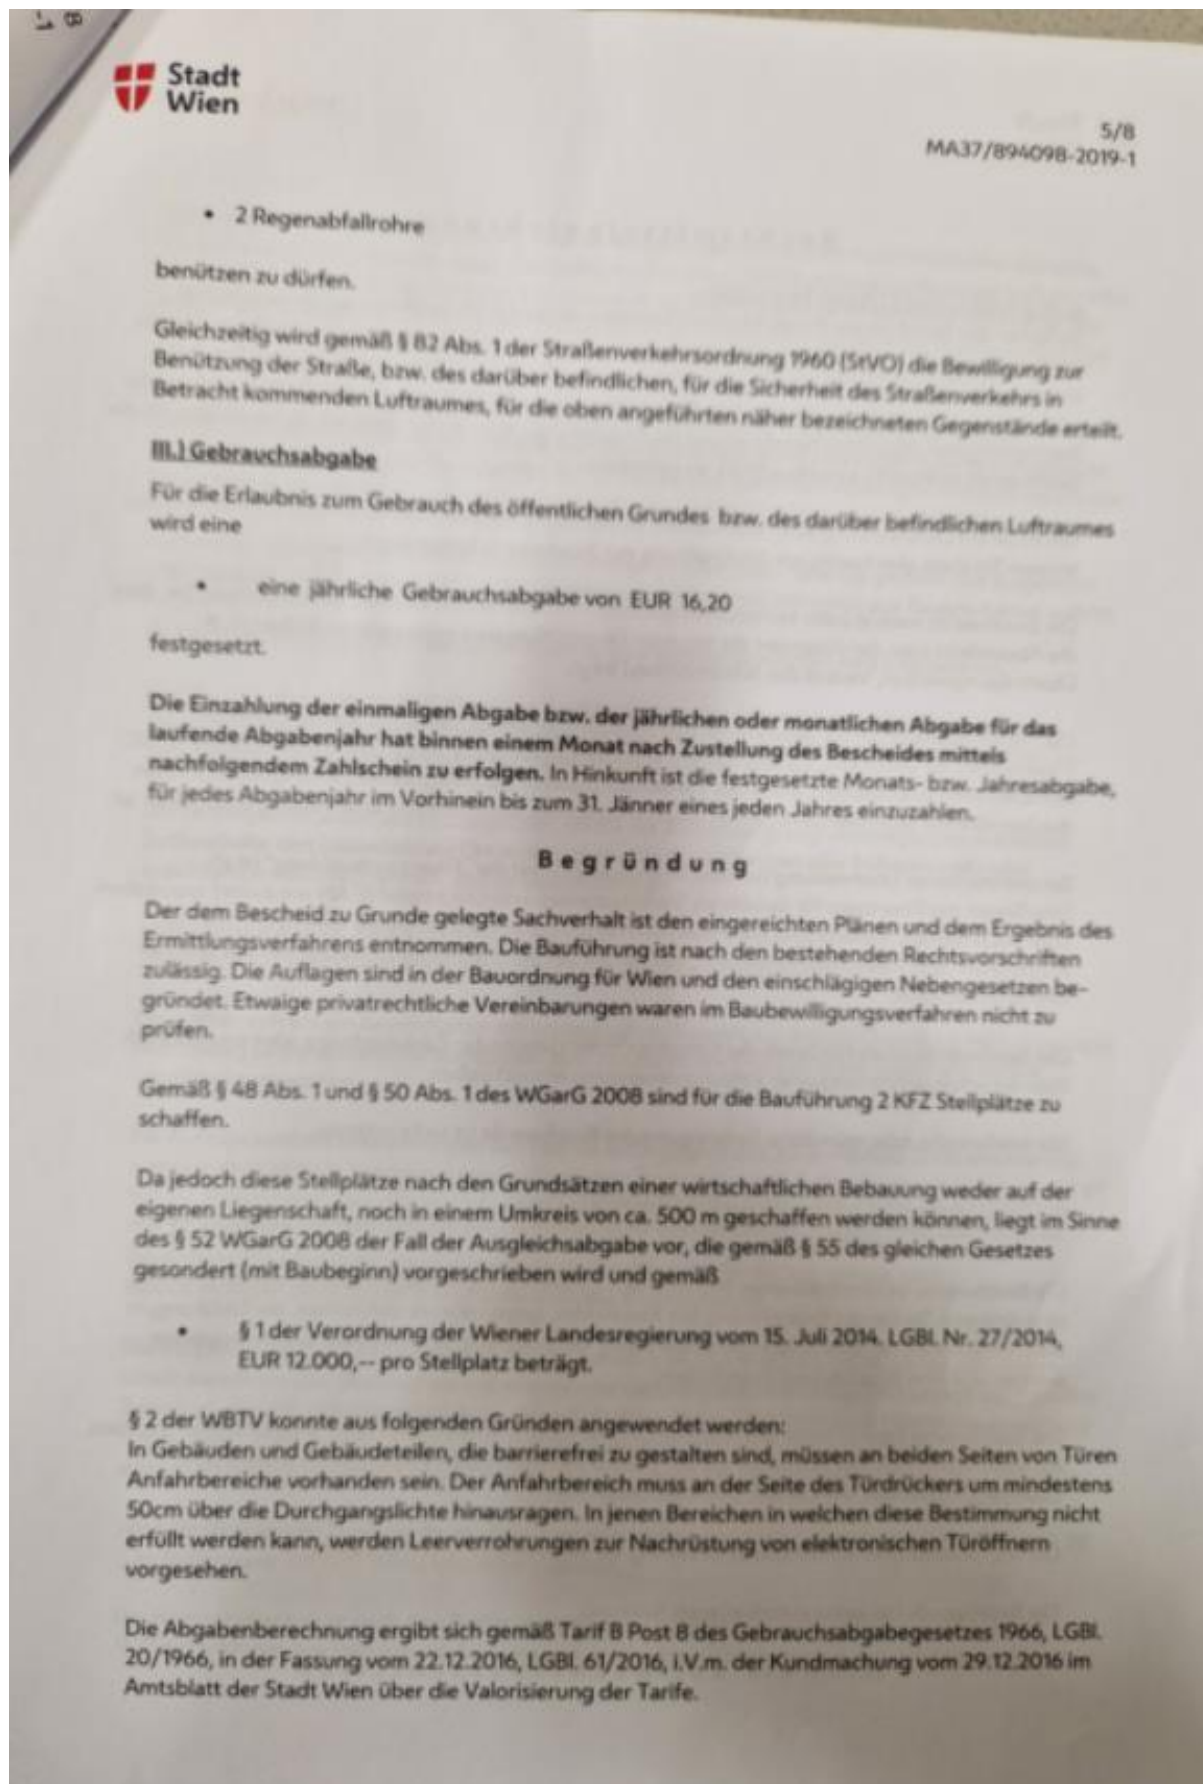 Stadt
Wien
5/8
MA37/894098-2019-1
• 2 Regenabfallrohre
benützen zu dürfen.
Gleichzeitig wird gemäß § 82 Abs. 1 der Straßenverkehrsordnung 1960 (StVO) die Bewilligung zur
Benützung der Straße, bzw. des darüber befindlichen, für die Sicherheit des Straßenverkehrs in
Betracht kommenden Luftraumes, für die oben angeführten näher bezeichneten Gegenstände erteilt.
III.) Gebrauchsabgabe
Für die Erlaubnis zum Gebrauch des öffentlichen Grundes bzw. des darüber befindlichen Luftraumes
wird eine
• eine jährliche Gebrauchsabgabe von EUR 16,20
festgesetzt.
Die Einzahlung der einmaligen Abgabe bzw. der jährlichen oder monatlichen Abgabe für das
laufende Abgabenjahr hat binnen einem Monat nach Zustellung des Bescheides mittels
nachfolgendem Zahlschein zu erfolgen. In Hinkunft ist die festgesetzte Monats- bzw. Jahresabgabe,
für jedes Abgabenjahr im Vorhinein bis zum 31. Jänner eines jeden Jahres einzuzahlen.
Begründung
Der dem Bescheid zu Grunde gelegte Sachverhalt ist den eingereichten Plänen und dem Ergebnis des
Ermittlungsverfahrens entnommen. Die Bauführung ist nach den bestehenden Rechtsvorschriften
zulässig. Die Auflagen sind in der Bauordnung für Wien und den einschlägigen Nebengesetzen be-
gründet. Etwaige privatrechtliche Vereinbarungen waren im Baubewilligungsverfahren nicht zu
prüfen.
Gemäß § 48 Abs. 1 und § 50 Abs. 1 des WGarG 2008 sind für die Bauführung 2 KFZ Stellplätze zu
schaffen.
Da jedoch diese Stellplätze nach den Grundsätzen einer wirtschaftlichen Bebauung weder auf der
eigenen Liegenschaft, noch in einem Umkreis von ca. 500 m geschaffen werden können, liegt im Sinne
des § 52 WGarG 2008 der Fall der Ausgleichsabgabe vor, die gemäß § 55 des gleichen Gesetzes
gesondert (mit Baubeginn) vorgeschrieben wird und gemäß
• § 1 der Verordnung der Wiener Landesregierung vom 15. Juli 2014. LGBl. Nr. 27/2014,
EUR 12.000,-- pro Stellplatz beträgt.
§ 2 der WBTV konnte aus folgenden Gründen angewendet werden:
In Gebäuden und Gebäudeteilen, die barrierefrei zu gestalten sind, müssen an beiden Seiten von Türen
Anfahrbereiche vorhanden sein. Der Anfahrbereich muss an der Seite des Türdrückers um mindestens
50cm über die Durchgangslichte hinausragen. In jenen Bereichen in welchen diese Bestimmung nicht
erfüllt werden kann, werden Leerverrohrungen zur Nachrüstung von elektronischen Türöffnern
vorgesehen.
Die Abgabenberechnung ergibt sich gemäß Tarif B Post 8 des Gebrauchsabgabegesetzes 1966, LGBl.
20/1966, in der Fassung vom 22.12.2016, LGBl. 61/2016, i.V.m. der Kundmachung vom 29.12.2016 im
Amtsblatt der Stadt Wien über die Valorisierung der Tarife.